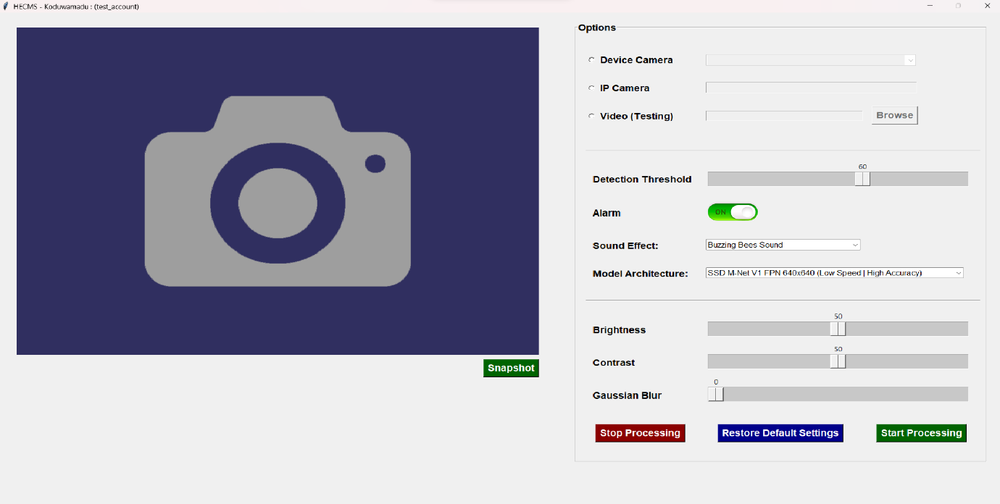 HECMS - Koduwamadu : (test_account)
Options
Device Camera
IP Camera
Video (Testing)
Browse
60
Detection Threshold
Alarm
ON
Sound Effect:
Buzzing Bees Sound
Model Architecture:
SSD M-Net V1 FPN 640x640 (Low Speed | High Accuracy)
50
Brightness
50
Contrast
0
Gaussian Blur
Snapshot
Stop Processing
Restore Default Settings
Start Processing